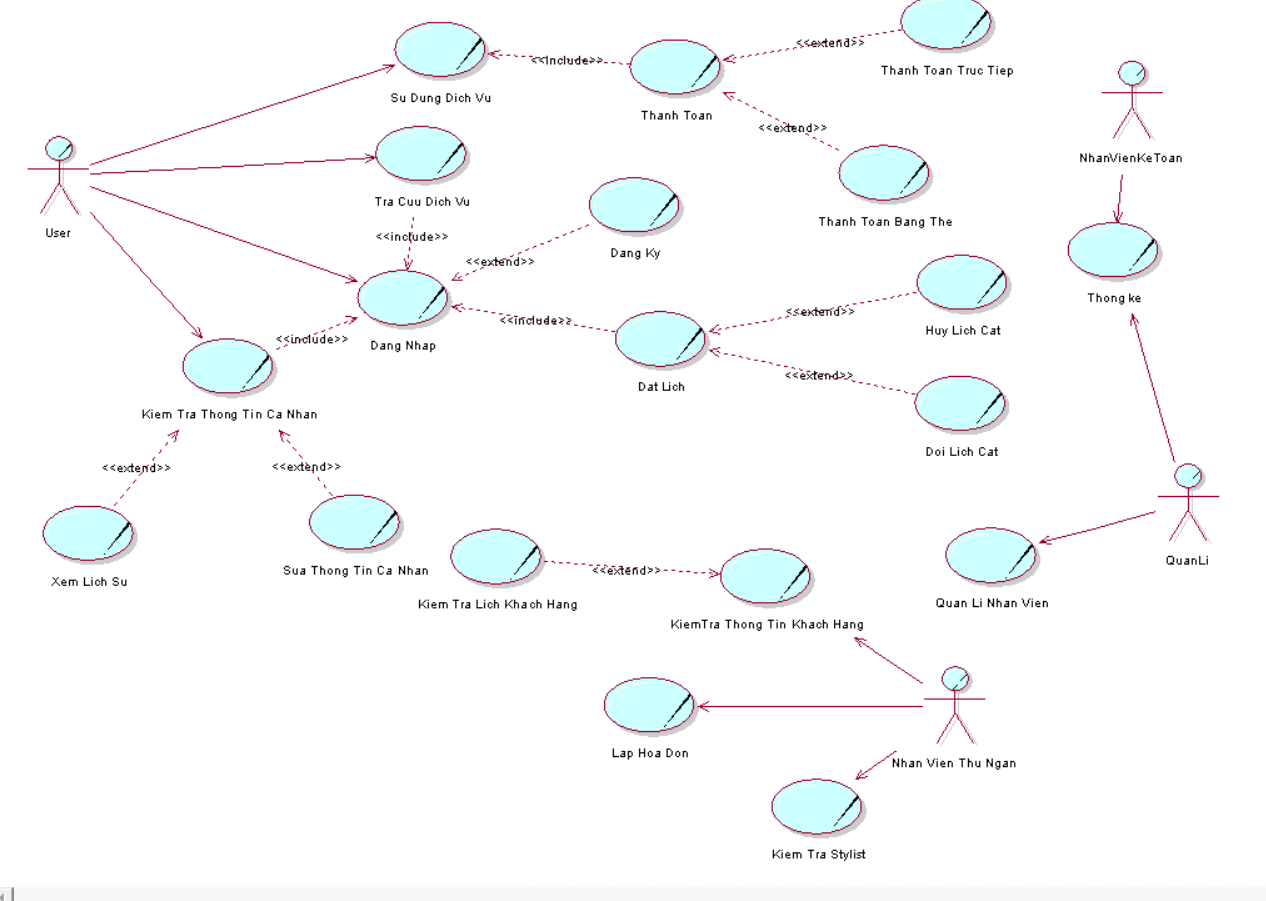 <<include>>
<<extend>>
Thanh Toan Truc Tiep
Su Dung Dich Vu
Thanh Toan
<<extend>>
NhanVienKeToan
Tra Cuu Dich Vu
Thanh Toan Bang The
User
<<include>>
Dang Ky
<<extend>>
Thong ke
<<extend>>
<<include>>
Huy Lich Cat
<<include>>
Dang Nhap
<<extend>>
Dat Lich
Kiem Tra Thong Tin Ca Nhan
Doi Lich Cat
<<extend>>
<<extend>>
QuanLi
Xem Lich Su
Sua Thong Tin Ca Nhan
<<extend>>
Kiem Tra Lich Khach Hang
Quan Li Nhan Vien
KiemTra Thong Tin Khach Hang
Lap Hoa Don
Nhan Vien Thu Ngan
Kiem Tra Stylist